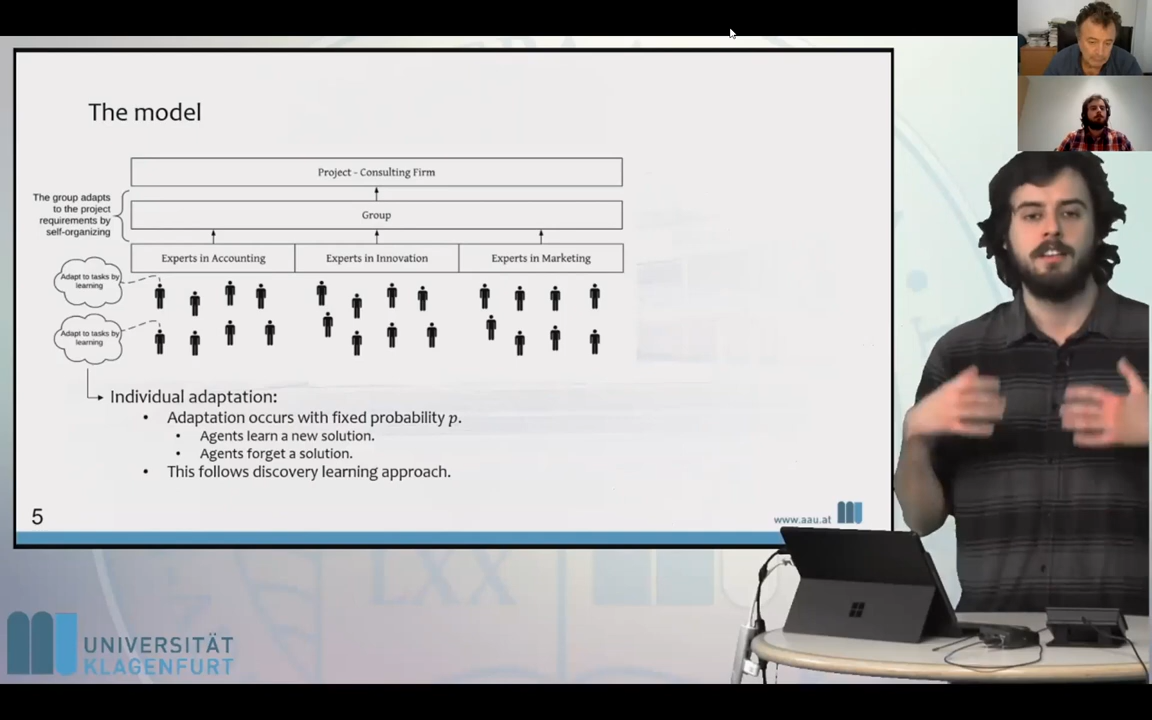 The model
Project - Consulting Firm
The group adapts
to the project
requirements by
self-organizing
Group
Experts in Accounting
Experts in Innovation
Experts in Marketing
Adapt to tasks by
learning
Adapt to tasks by
learning
Individual adaptation:
• Adaptation occurs with fixed probability p.
• Agents learn a new solution.
• Agents forget a solution.
• This follows discovery learning approach.
5
www.aau.at
LXX
UNIVERSITÄT
KLAGENFURT